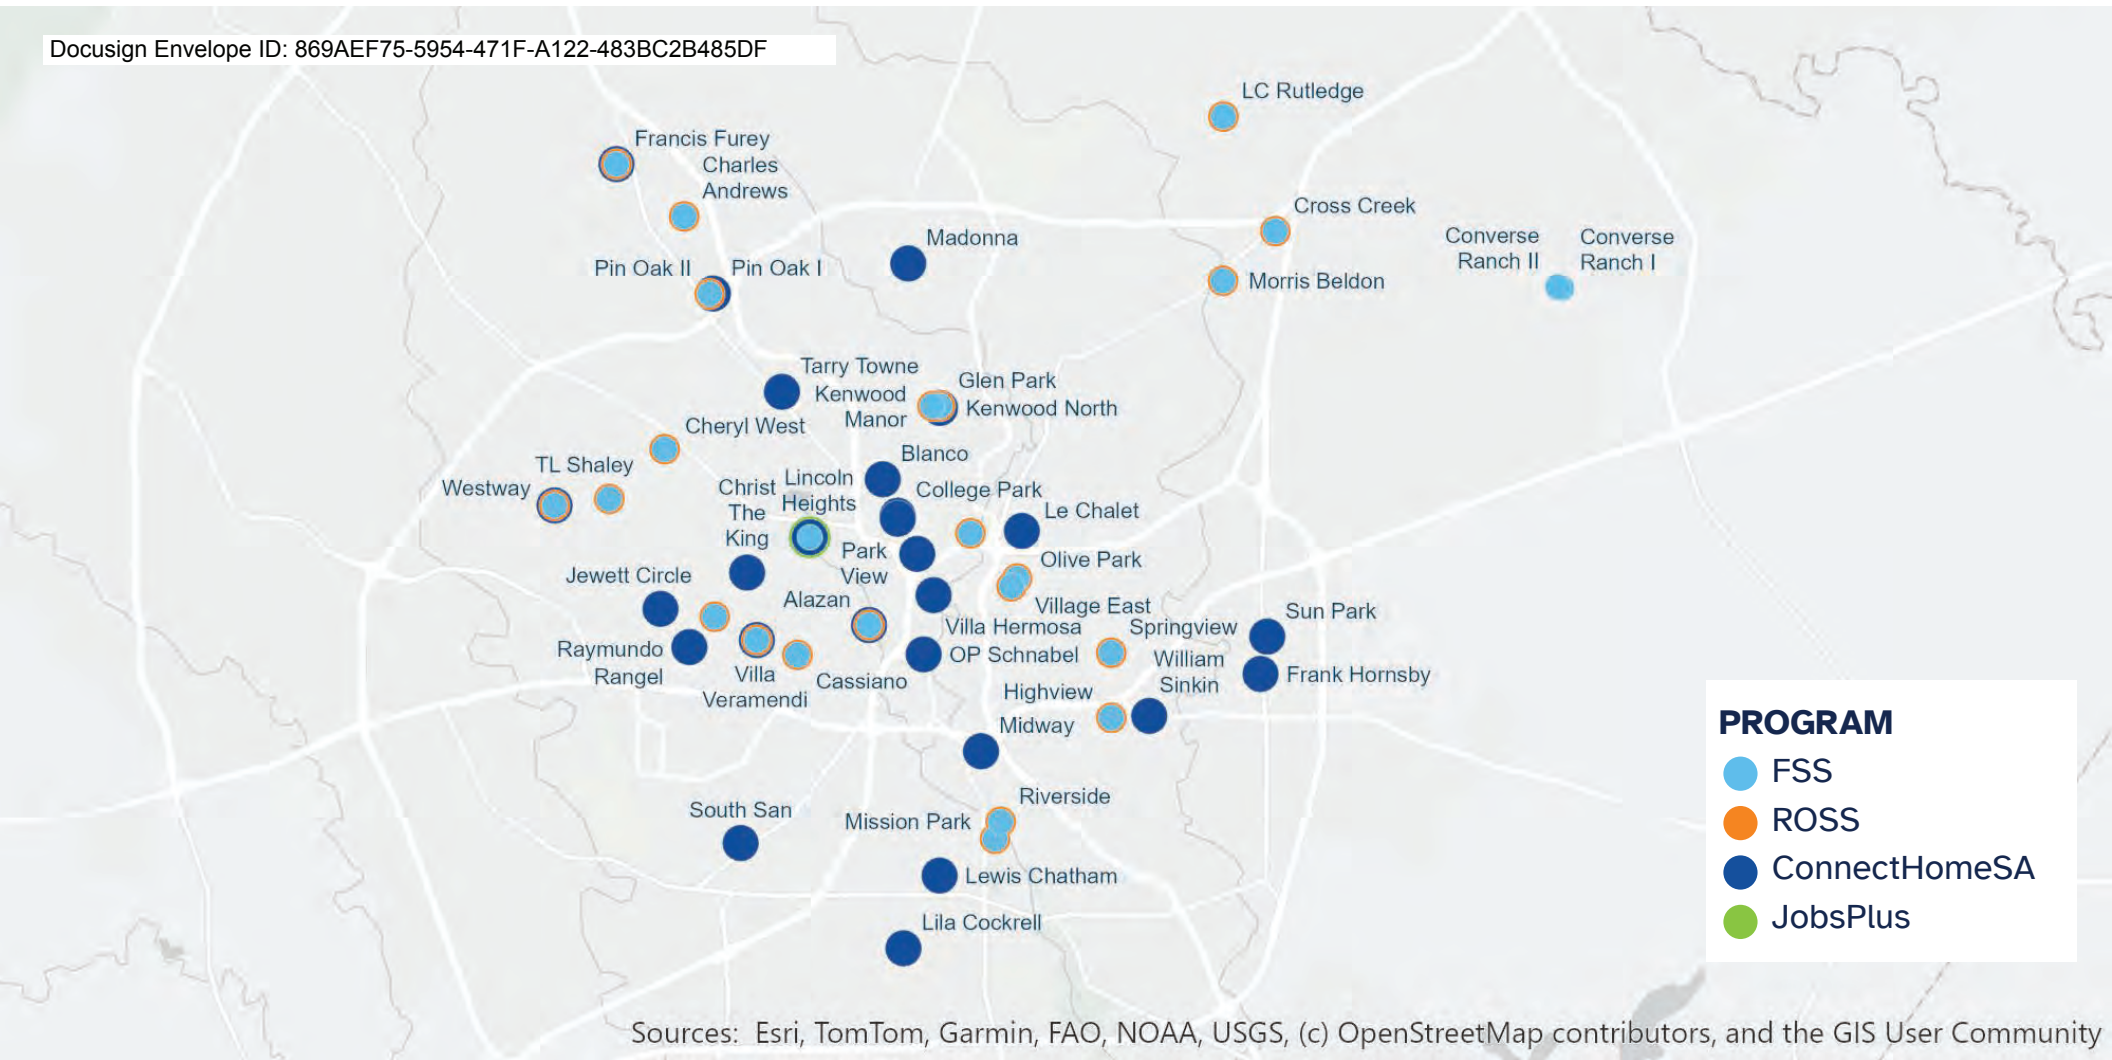 Docusign Envelope ID: 869AEF75-5954-471F-A122-483BC2B485DF
LC Rutledge
Francis Furey
Charles
Andrews
Cross Creek
Madonna
Converse
Ranch II
Converse
Ranch I
Pin Oak II
Pin Oak I
Morris Beldon
Tarry Towne
Kenwood
Manor
Glen Park
Kenwood North
Cheryl West
Blanco
TL Shaley
Westway
Christ
The
King
Lincoln
Heights
College Park
Le Chalet
Park
View
Olive Park
Jewett Circle
Alazan
Village East
Villa Hermosa
Springview
Sun Park
Raymundo
Rangel
OP Schnabel
William
Sinkin
Frank Hornsby
Villa
Veramendi
Cassiano
Highview
Midway
South San
Riverside
Mission Park
Lewis Chatham
Lila Cockrell
PROGRAM
FSS
ROSS
ConnectHomeSA
JobsPlus
Sources: Esri, TomTom, Garmin, FAO, NOAA, USGS, (c) OpenStreetMap contributors, and the GIS User Community